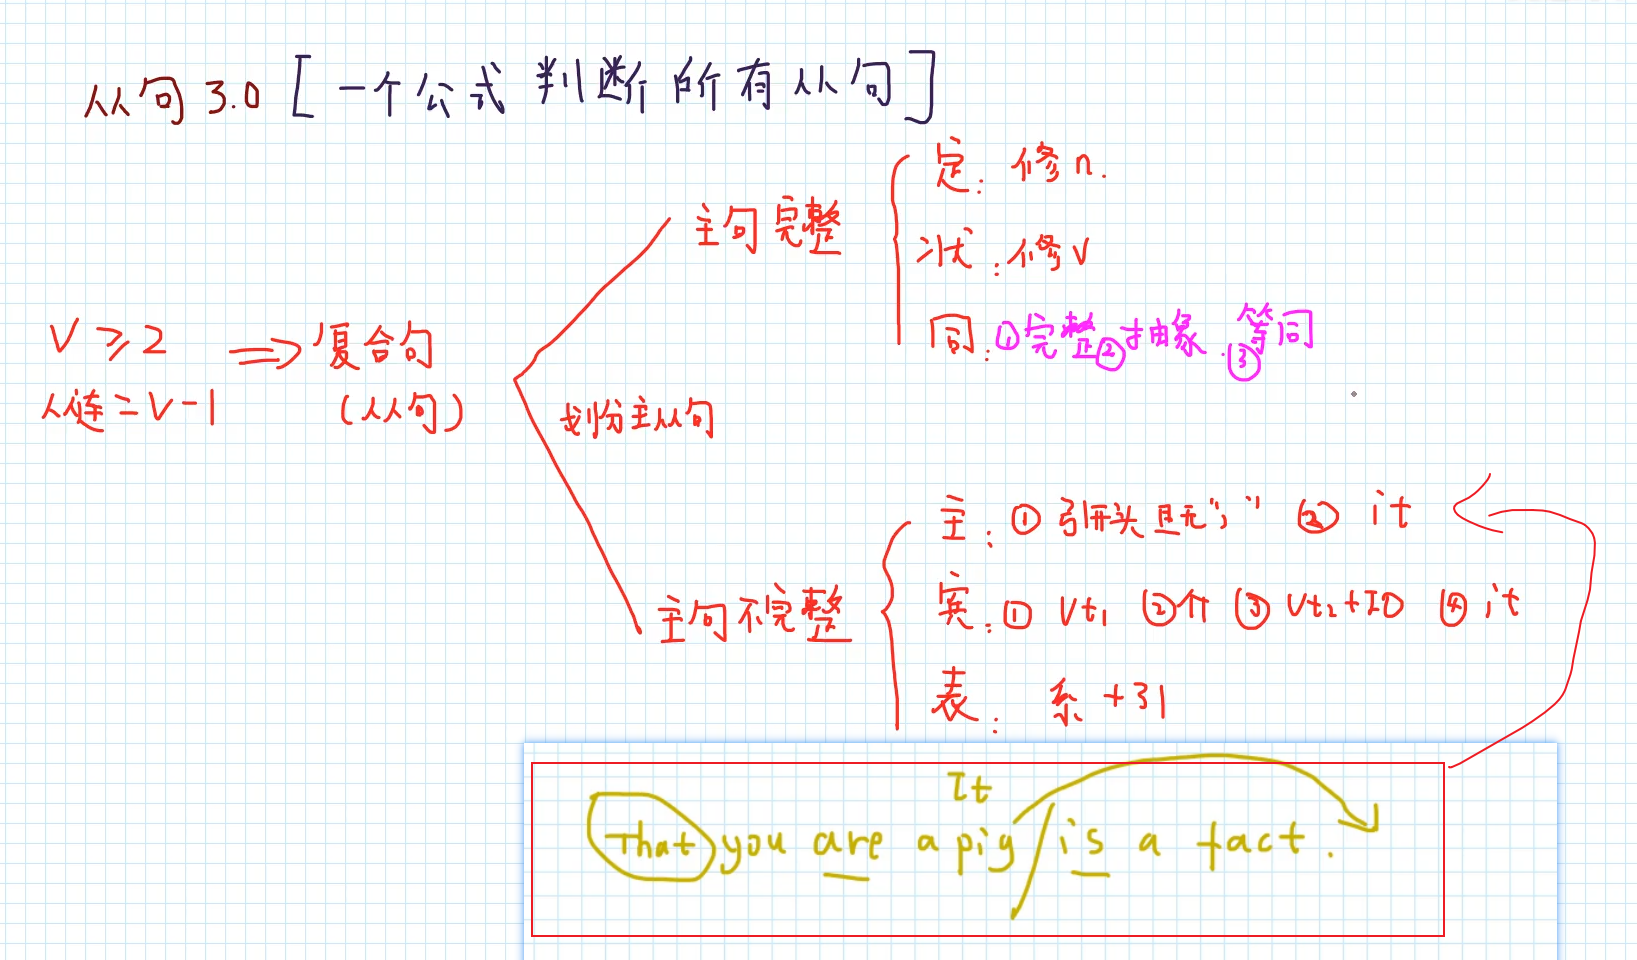 从句 3.0 [一个公式判断所有从句]
定: 修 n.
主句完整
状: 修 v
同: ①完整 ②抽象. ③等同
V ≥ 2 => 复合句
从连 = V - 1 (从句)
划分主从句
主: ① 引开头且无"," ② it
主句不完整
宾: ① Vt₁ ② 介 ③ Vt₂+IO ④ it
表: 系 + 引
It
That you are a pig / is a fact.